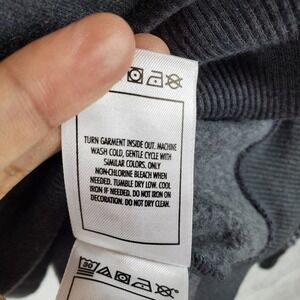 TURN GARMENT INSIDE OUT. MACHINE
WASH COLD, GENTLE CYCLE WITH
SIMILAR COLORS. ONLY
NON-CHLORINE BLEACH WHEN
NEEDED. TUMBLE DRY LOW. COOL
IRON IF NEEDED. DO NOT IRON ON
DECORATION. DO NOT DRY CLEAN.
30